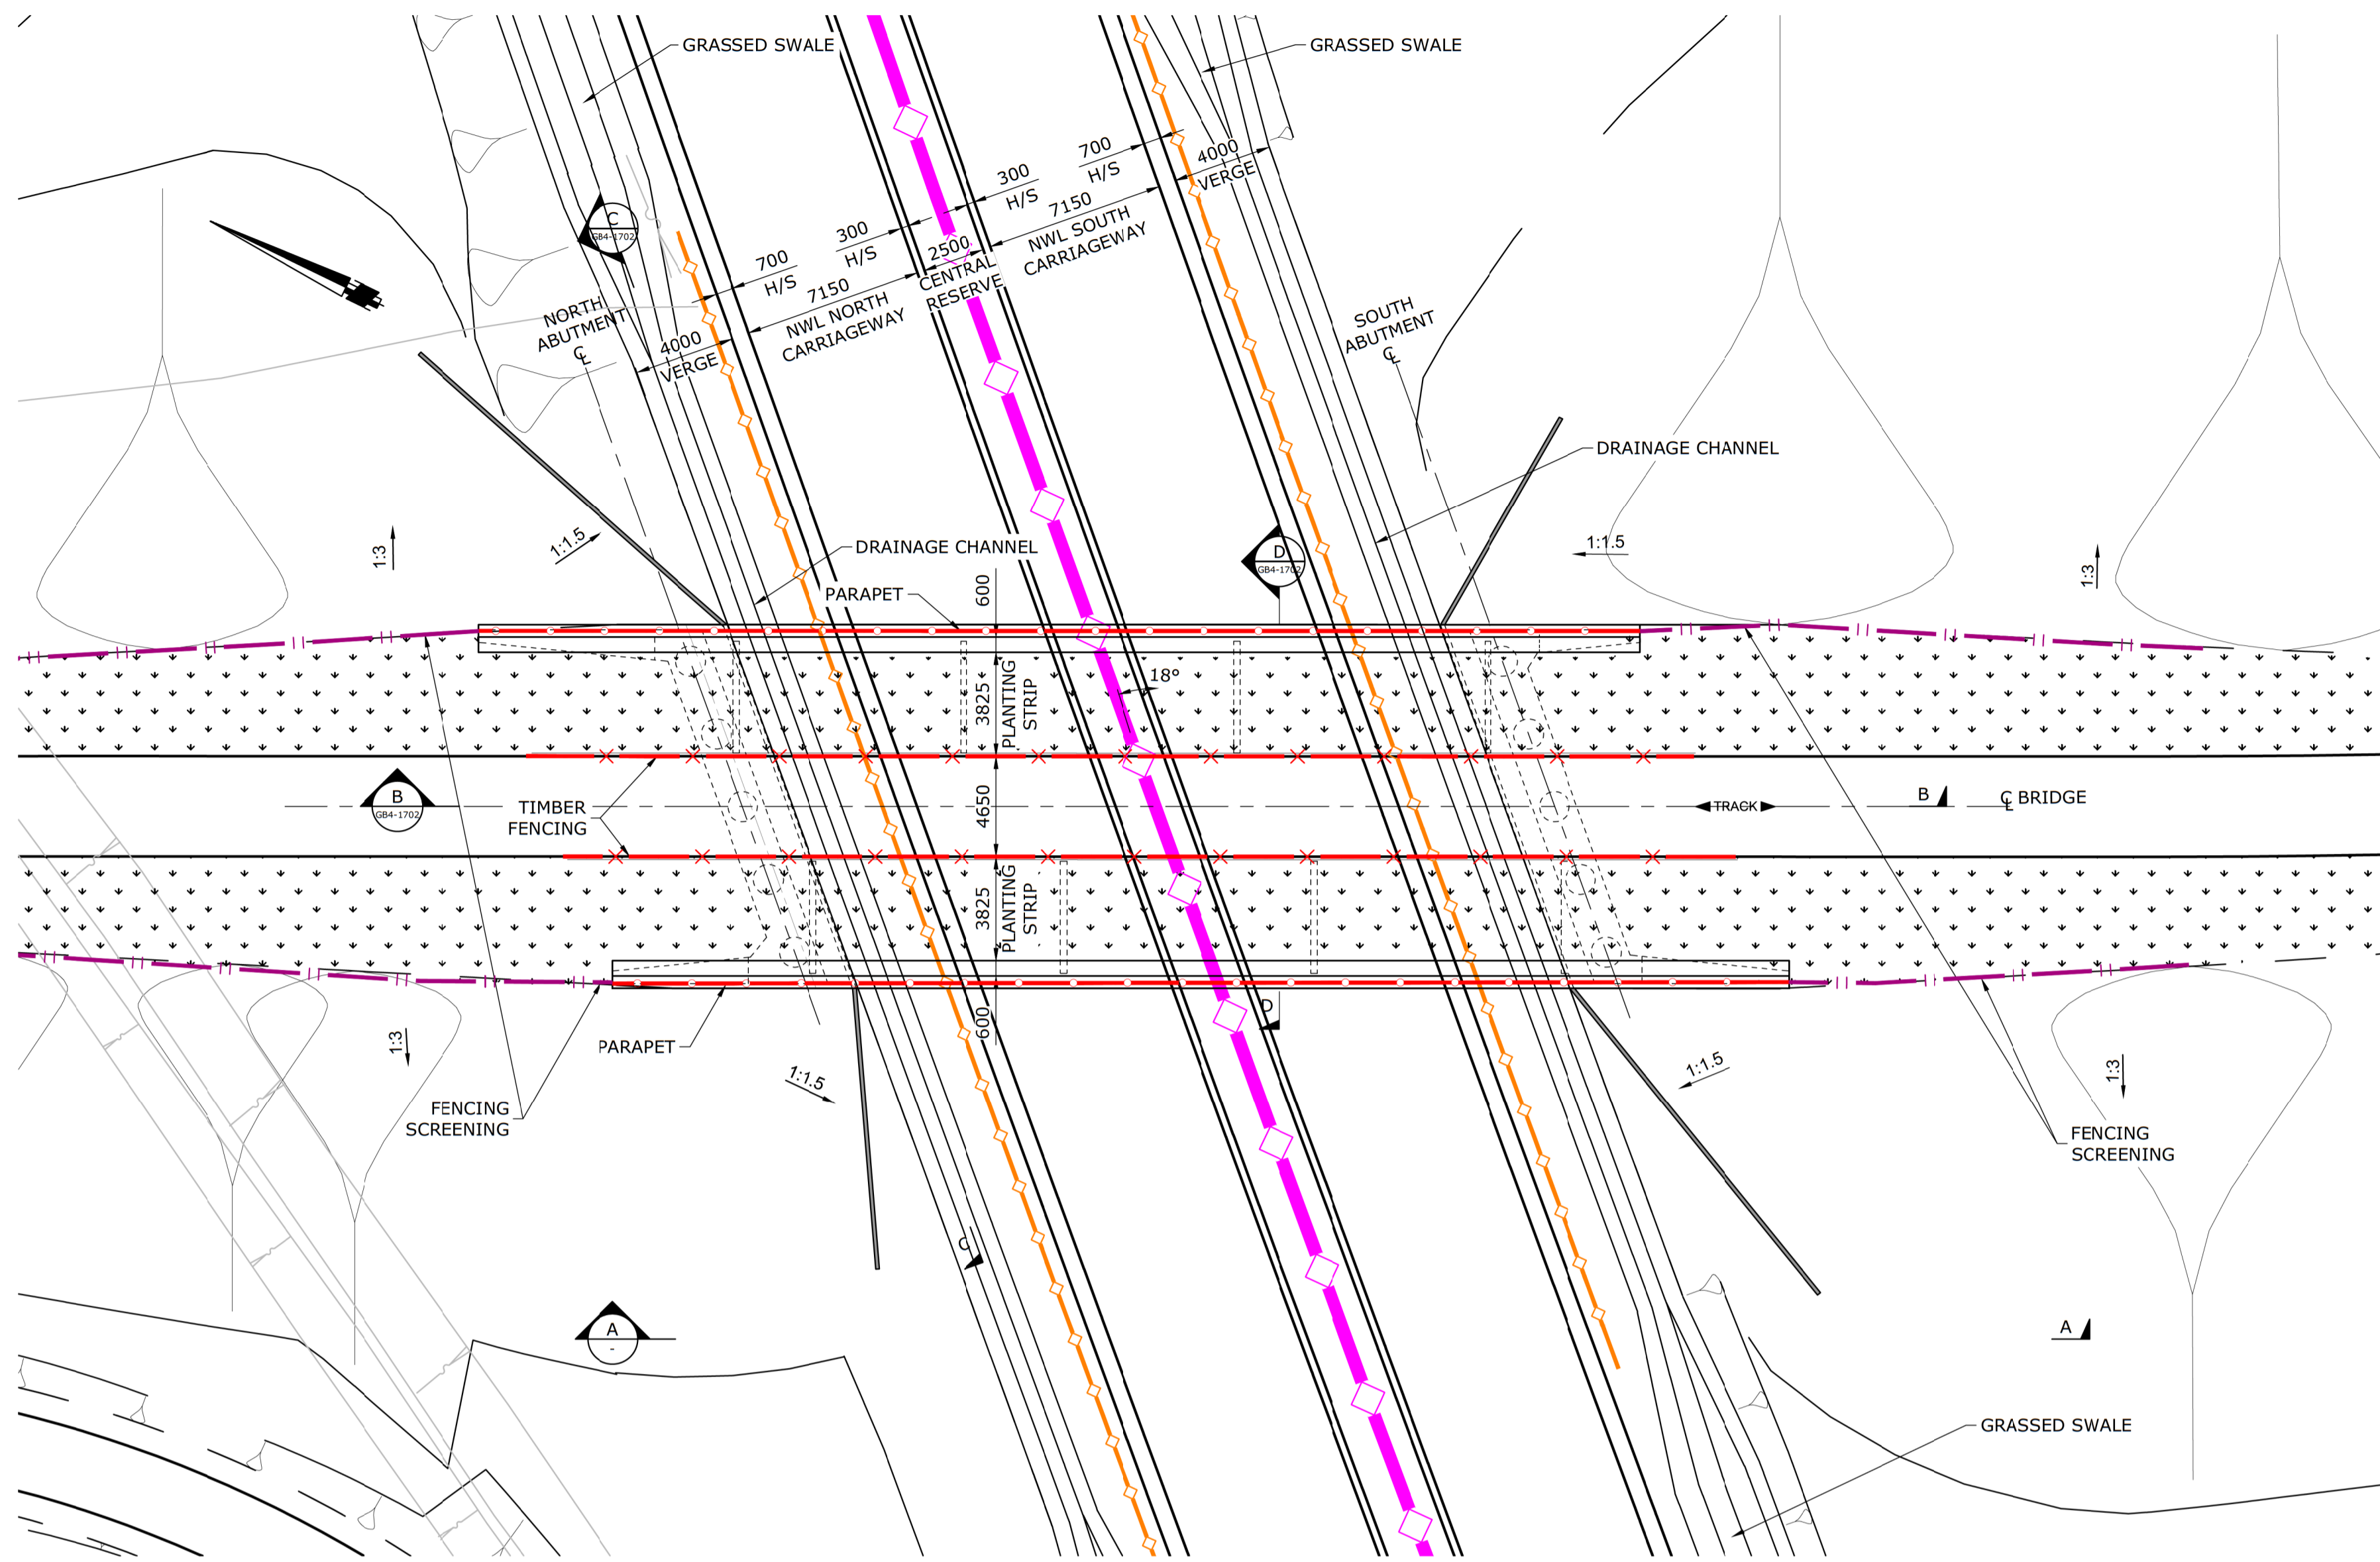 GRASSED SWALE
GRASSED SWALE
C
GB4-1702
700
H/S
300
H/S
2500
CENTRAL
RESERVE
300
H/S
700
H/S
4000
VERGE
7150
NWL SOUTH
CARRIAGEWAY
7150
NWL NORTH
CARRIAGEWAY
4000
VERGE
NORTH
ABUTMENT
℄
SOUTH
ABUTMENT
℄
DRAINAGE CHANNEL
1:3
1:1.5
DRAINAGE CHANNEL
PARAPET
600
D
GB4-1702
1:1.5
1:3
3825
PLANTING
STRIP
18°
B
GB4-1702
TIMBER
FENCING
4650
TRACK
B
℄ BRIDGE
3825
PLANTING
STRIP
600
D
1:3
PARAPET
1:1.5
1:1.5
1:3
FENCING
SCREENING
FENCING
SCREENING
C
A
-
A
GRASSED SWALE